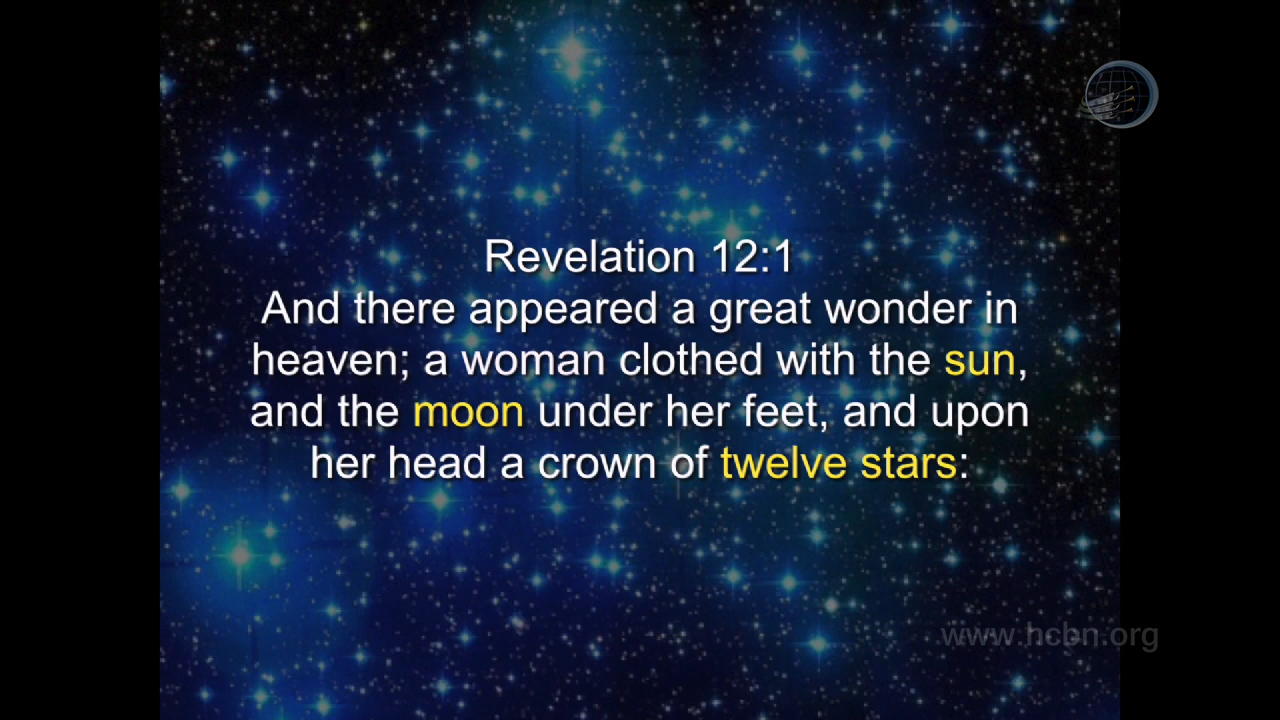 Revelation 12:1
And there appeared a great wonder in
heaven; a woman clothed with the sun,
and the moon under her feet, and upon
her head a crown of twelve stars:
www.hcbn.org